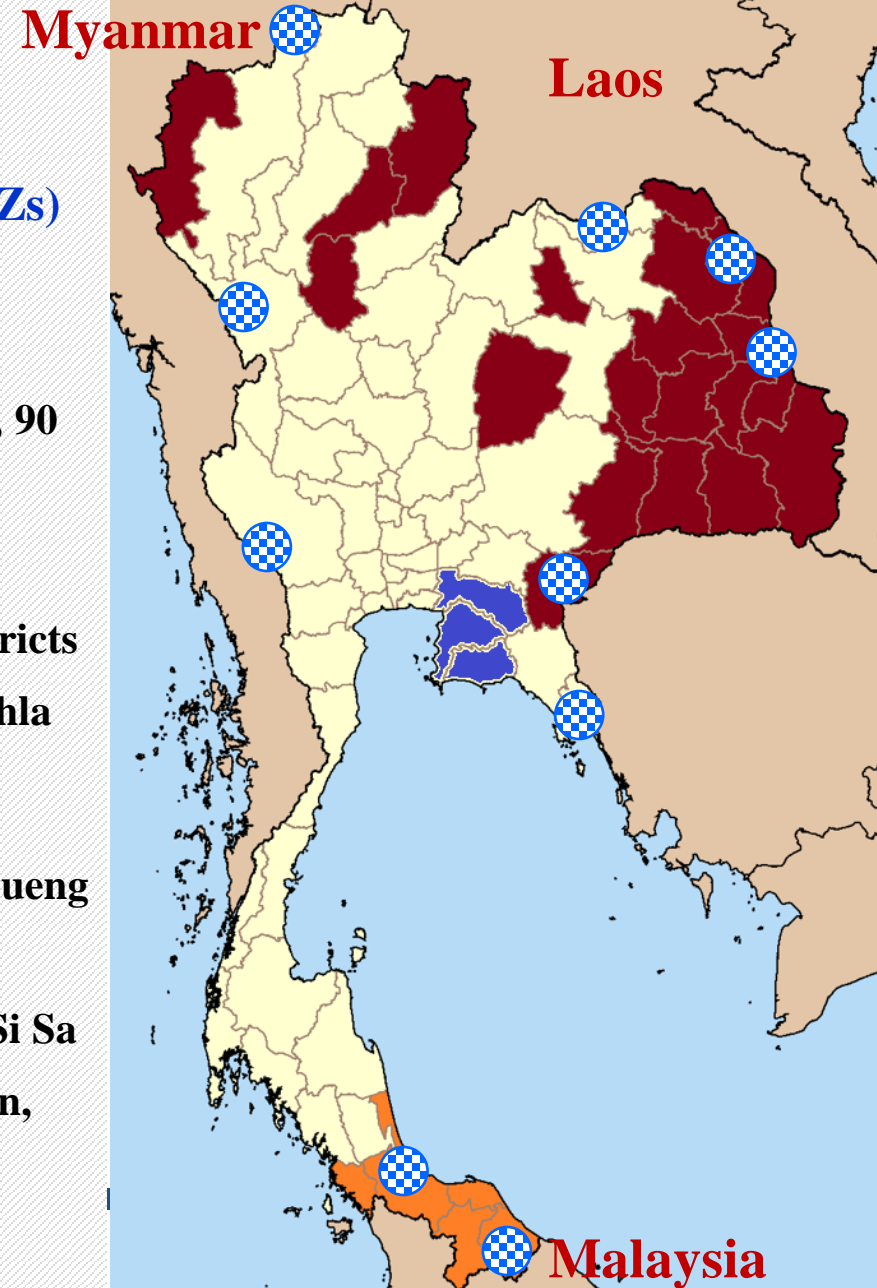 Myanmar
Laos
Zs)
, 90
ricts
hla
ueng
Si Sa
n,
Malaysia